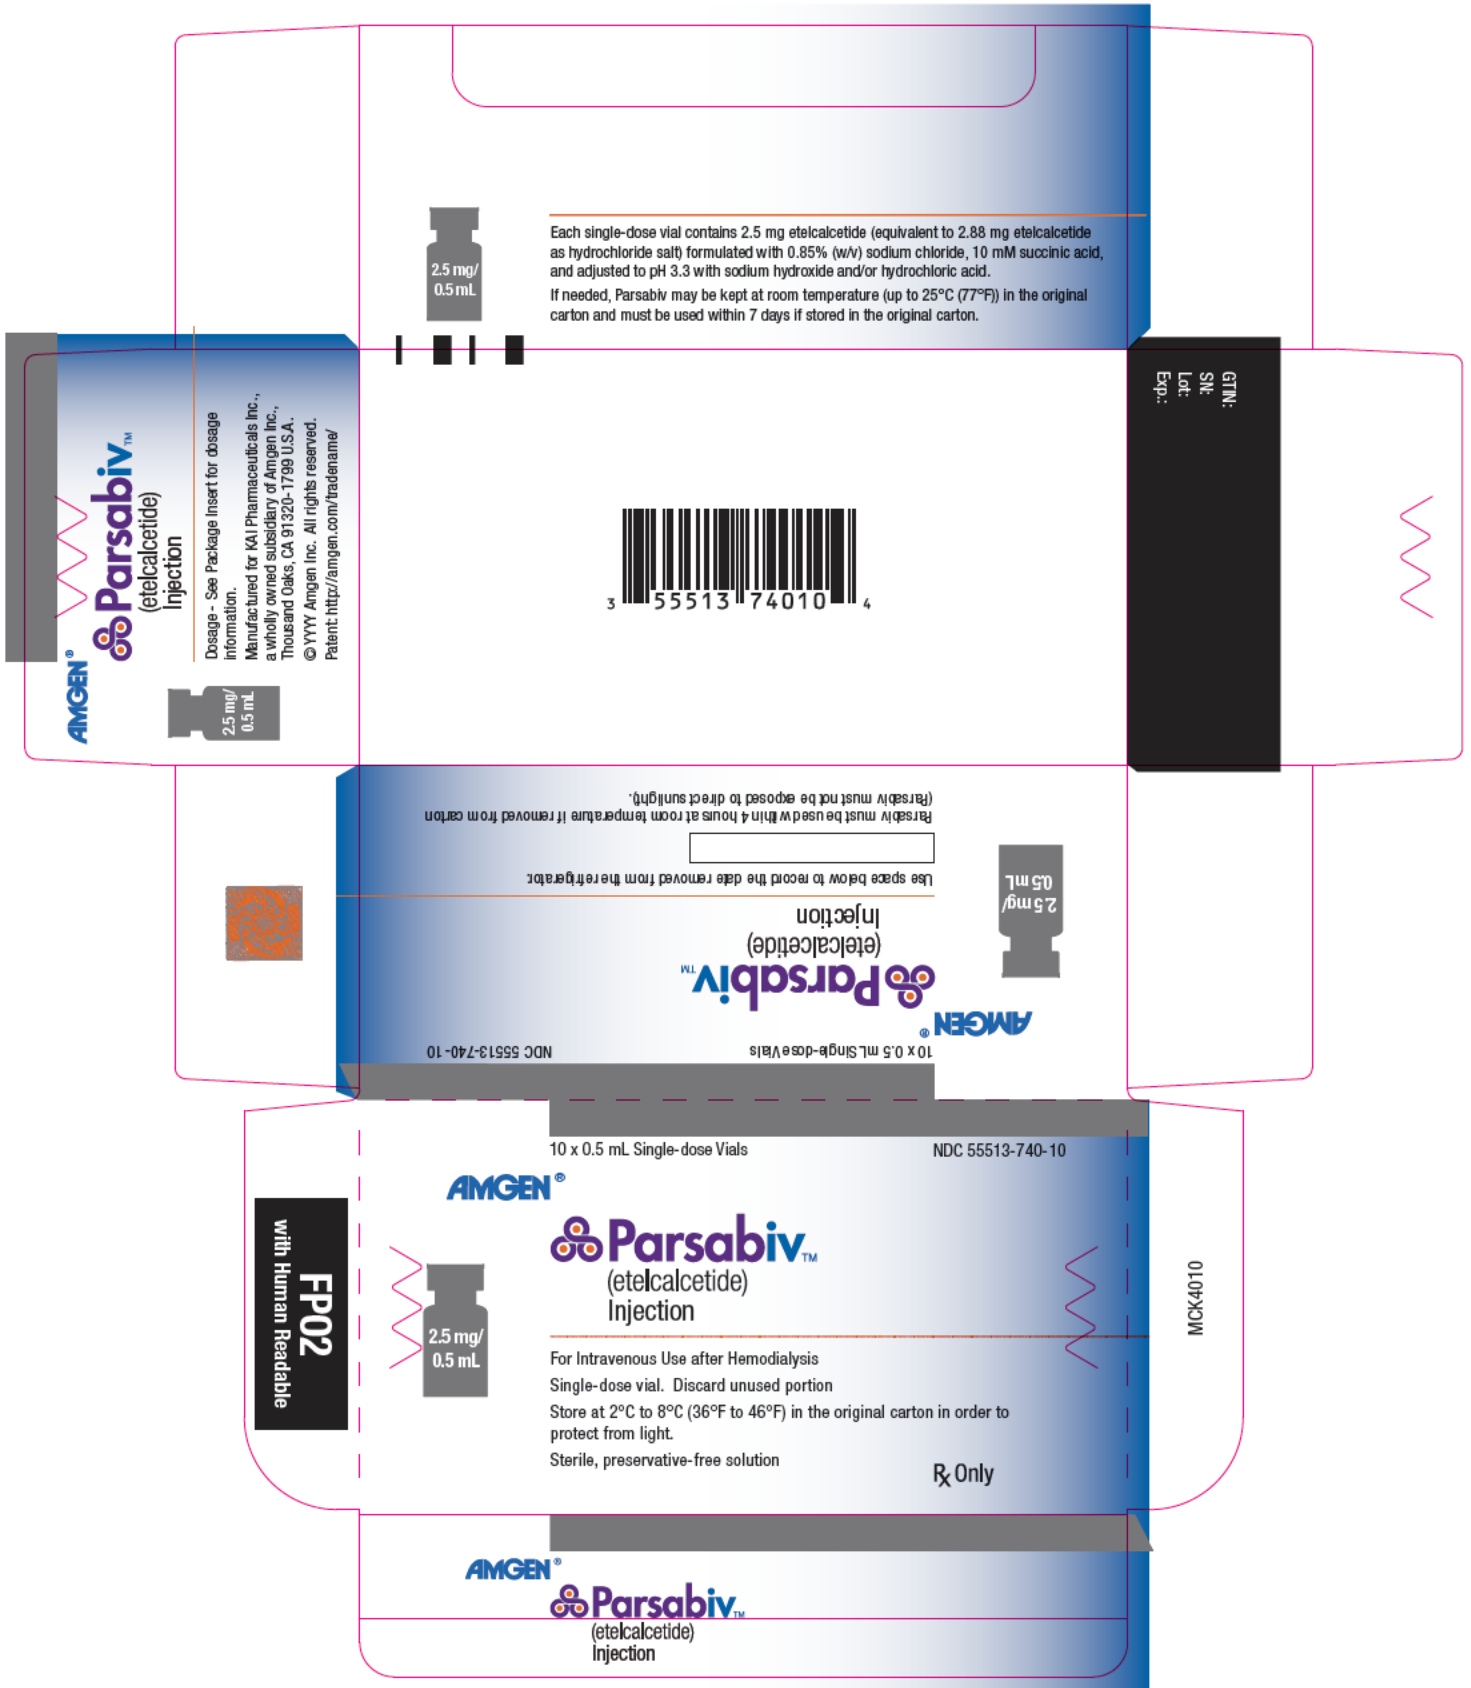 2.5 mg/
0.5 mL
Each single-dose vial contains 2.5 mg etelcalcetide (equivalent to 2.88 mg etelcalcetide
as hydrochloride salt) formulated with 0.85% (w/v) sodium chloride, 10 mM succinic acid,
and adjusted to pH 3.3 with sodium hydroxide and/or hydrochloric acid.
If needed, Parsabiv may be kept at room temperature (up to 25°C (77°F)) in the original
carton and must be used within 7 days if stored in the original carton.
AMGEN®
Parsabiv™
(etelcalcetide)
Injection
Dosage - See Package Insert for dosage
information.
Manufactured for KAI Pharmaceuticals Inc.,
a wholly owned subsidiary of Amgen Inc.,
Thousand Oaks, CA 91320-1799 U.S.A.
© YYYY Amgen Inc.  All rights reserved.
Patent: http://amgen.com/tradename/
2.5 mg/
0.5 mL
3 55513 74010 4
GTIN:
SN:
Lot:
Exp.:
10 x 0.5 mL Single-dose Vials
NDC 55513-740-10
AMGEN®
Parsabiv™
(etelcalcetide)
Injection
2.5 mg/
0.5 mL
Use space below to record the date removed from the refrigerator.
Parsabiv must be used within 4 hours at room temperature if removed from carton
(Parsabiv must not be exposed to direct sunlight).
10 x 0.5 mL Single-dose Vials
NDC 55513-740-10
AMGEN®
Parsabiv™
(etelcalcetide)
Injection
2.5 mg/
0.5 mL
For Intravenous Use after Hemodialysis
Single-dose vial.  Discard unused portion
Store at 2°C to 8°C (36°F to 46°F) in the original carton in order to
protect from light.
Sterile, preservative-free solution
Rx Only
FP02
with Human Readable
MCK4010
AMGEN®
Parsabiv™
(etelcalcetide)
Injection